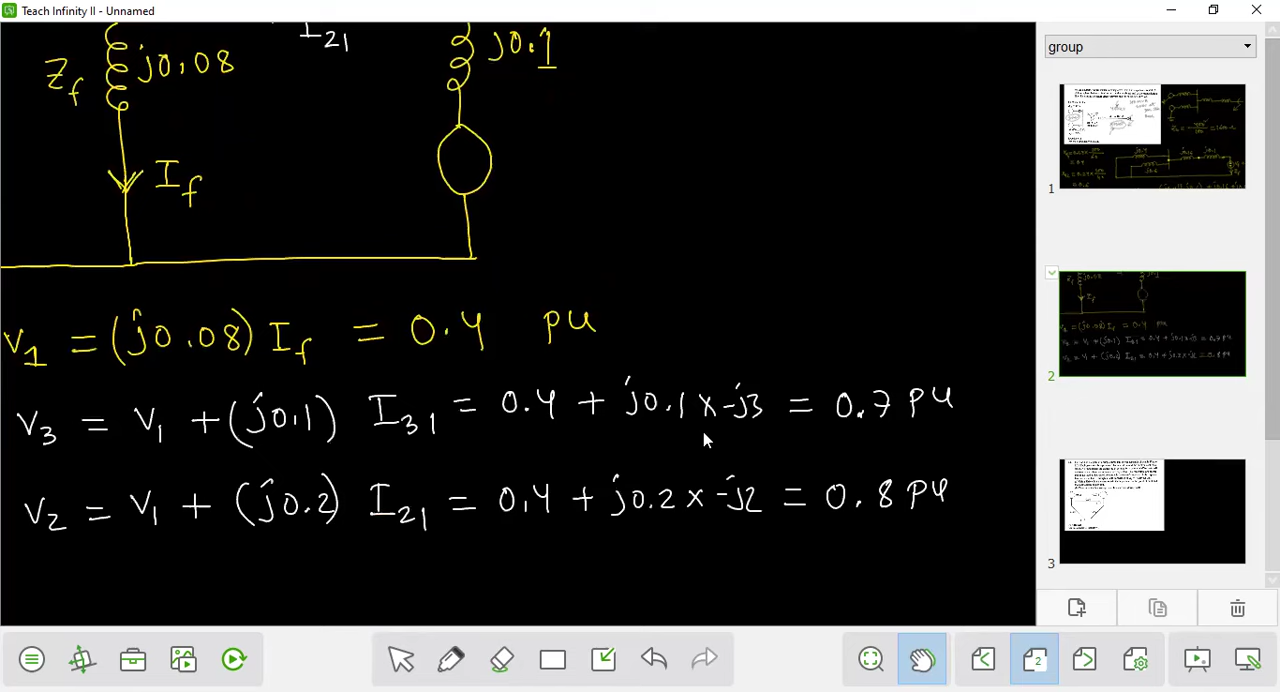 Teach Infinity II - Unnamed
group
I21
j0.1
Zf
j0.08
If
V1 = (j0.08) If = 0.4 pu
V3 = V1 + (j0.1) I31 = 0.4 + j0.1 x -j3 = 0.7 pu
V2 = V1 + (j0.2) I21 = 0.4 + j0.2 x -j2 = 0.8 pu
1
2
3
2